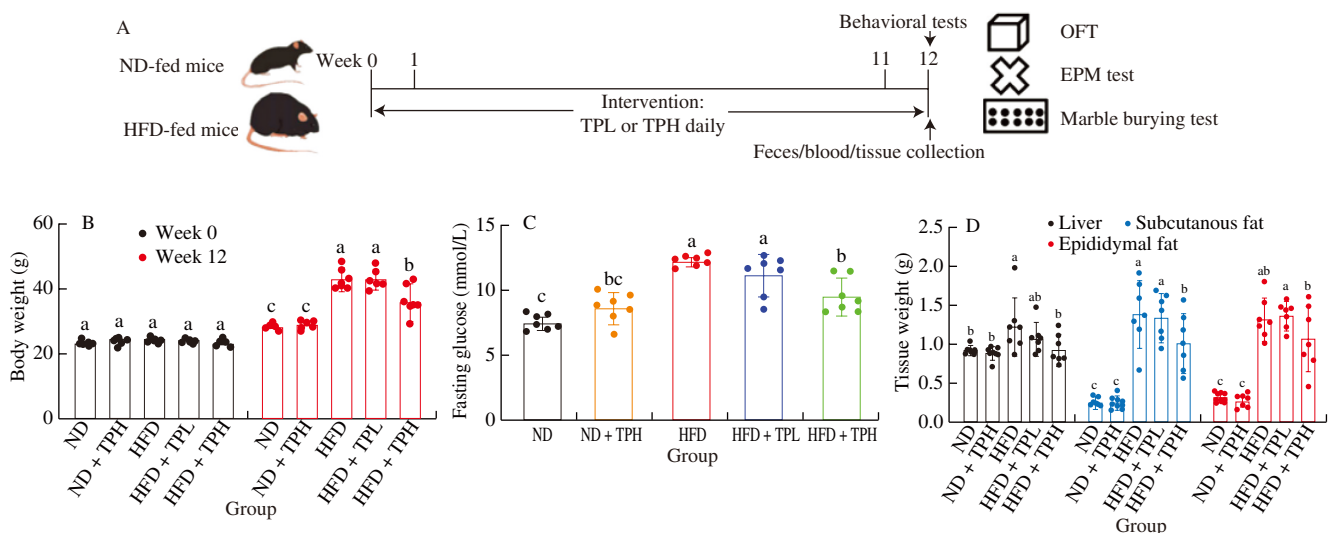 A
ND-fed mice
HFD-fed mice
Week 0
1
11
12
Behavioral tests
Intervention:
TPL or TPH daily
Feces/blood/tissue collection
OFT
EPM test
Marble burying test
B
Week 0
Week 12
Body weight (g)
60
40
20
0
a a a a a c c a a b
ND
ND + TPH
HFD
HFD + TPL
HFD + TPH
ND
ND + TPH
HFD
HFD + TPL
HFD + TPH
Group
C
Fasting glucose (mmol/L)
15
10
5
0
c bc a a b
ND ND + TPH HFD HFD + TPL HFD + TPH
Group
D
Liver Subcutanous fat
Epididymal fat
Tissue weight (g)
2.5
2.0
1.5
1.0
0.5
0.0
b b a ab b c c a a b c c ab a b
ND
ND + TPH
HFD
HFD + TPL
HFD + TPH
ND
ND + TPH
HFD
HFD + TPL
HFD + TPH
ND
ND + TPH
HFD
HFD + TPL
HFD + TPH
Group